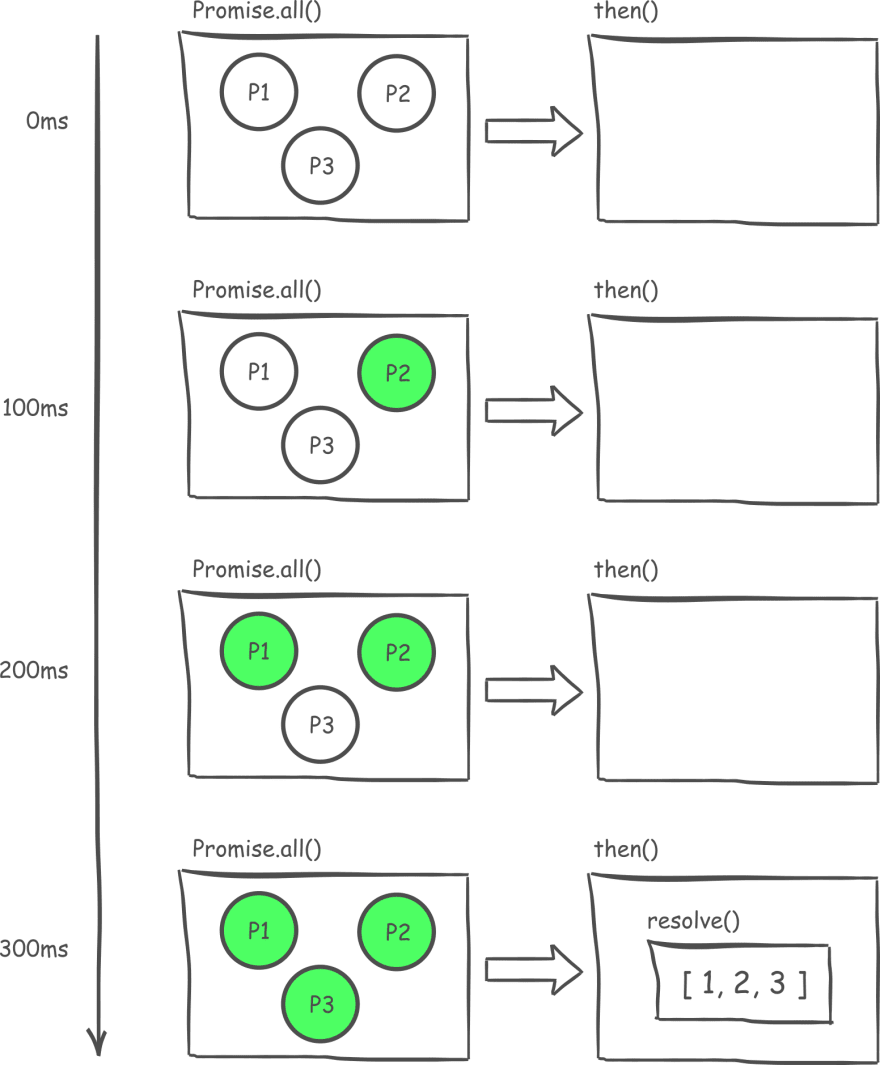 Promise.all()
then()
0ms
P1
P2
P3
Promise.all()
then()
100ms
P1
P2
P3
Promise.all()
then()
200ms
P1
P2
P3
Promise.all()
then()
300ms
P1
P2
P3
resolve()
[ 1, 2, 3 ]